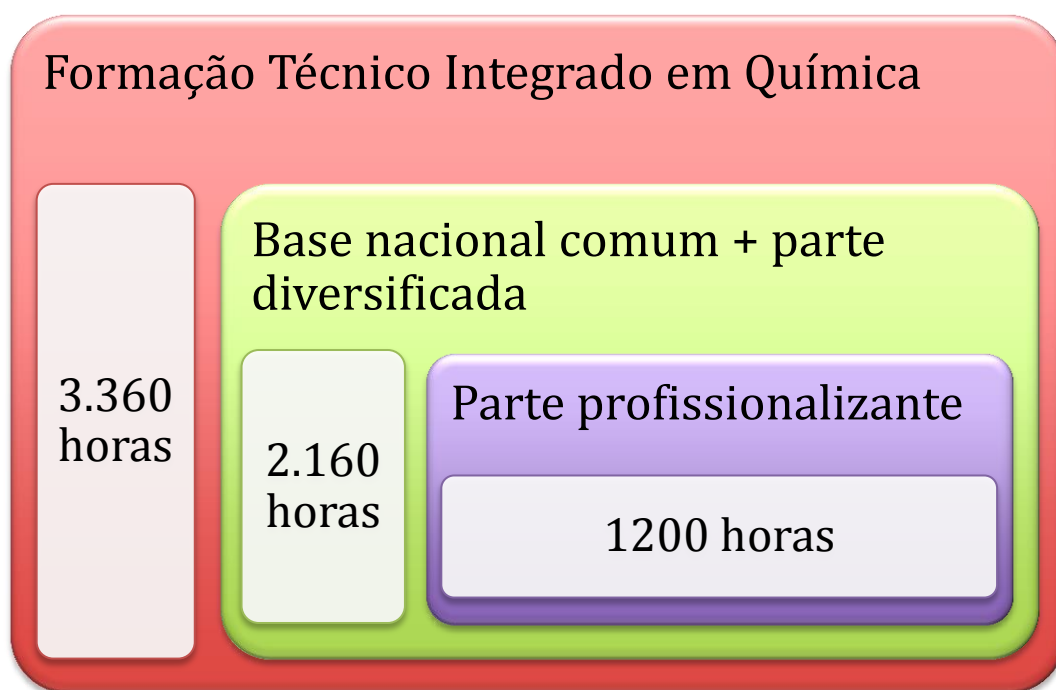 Formação Técnico Integrado em Química
3.360
horas
Base nacional comum + parte
diversificada
2.160
horas
Parte profissionalizante
1200 horas